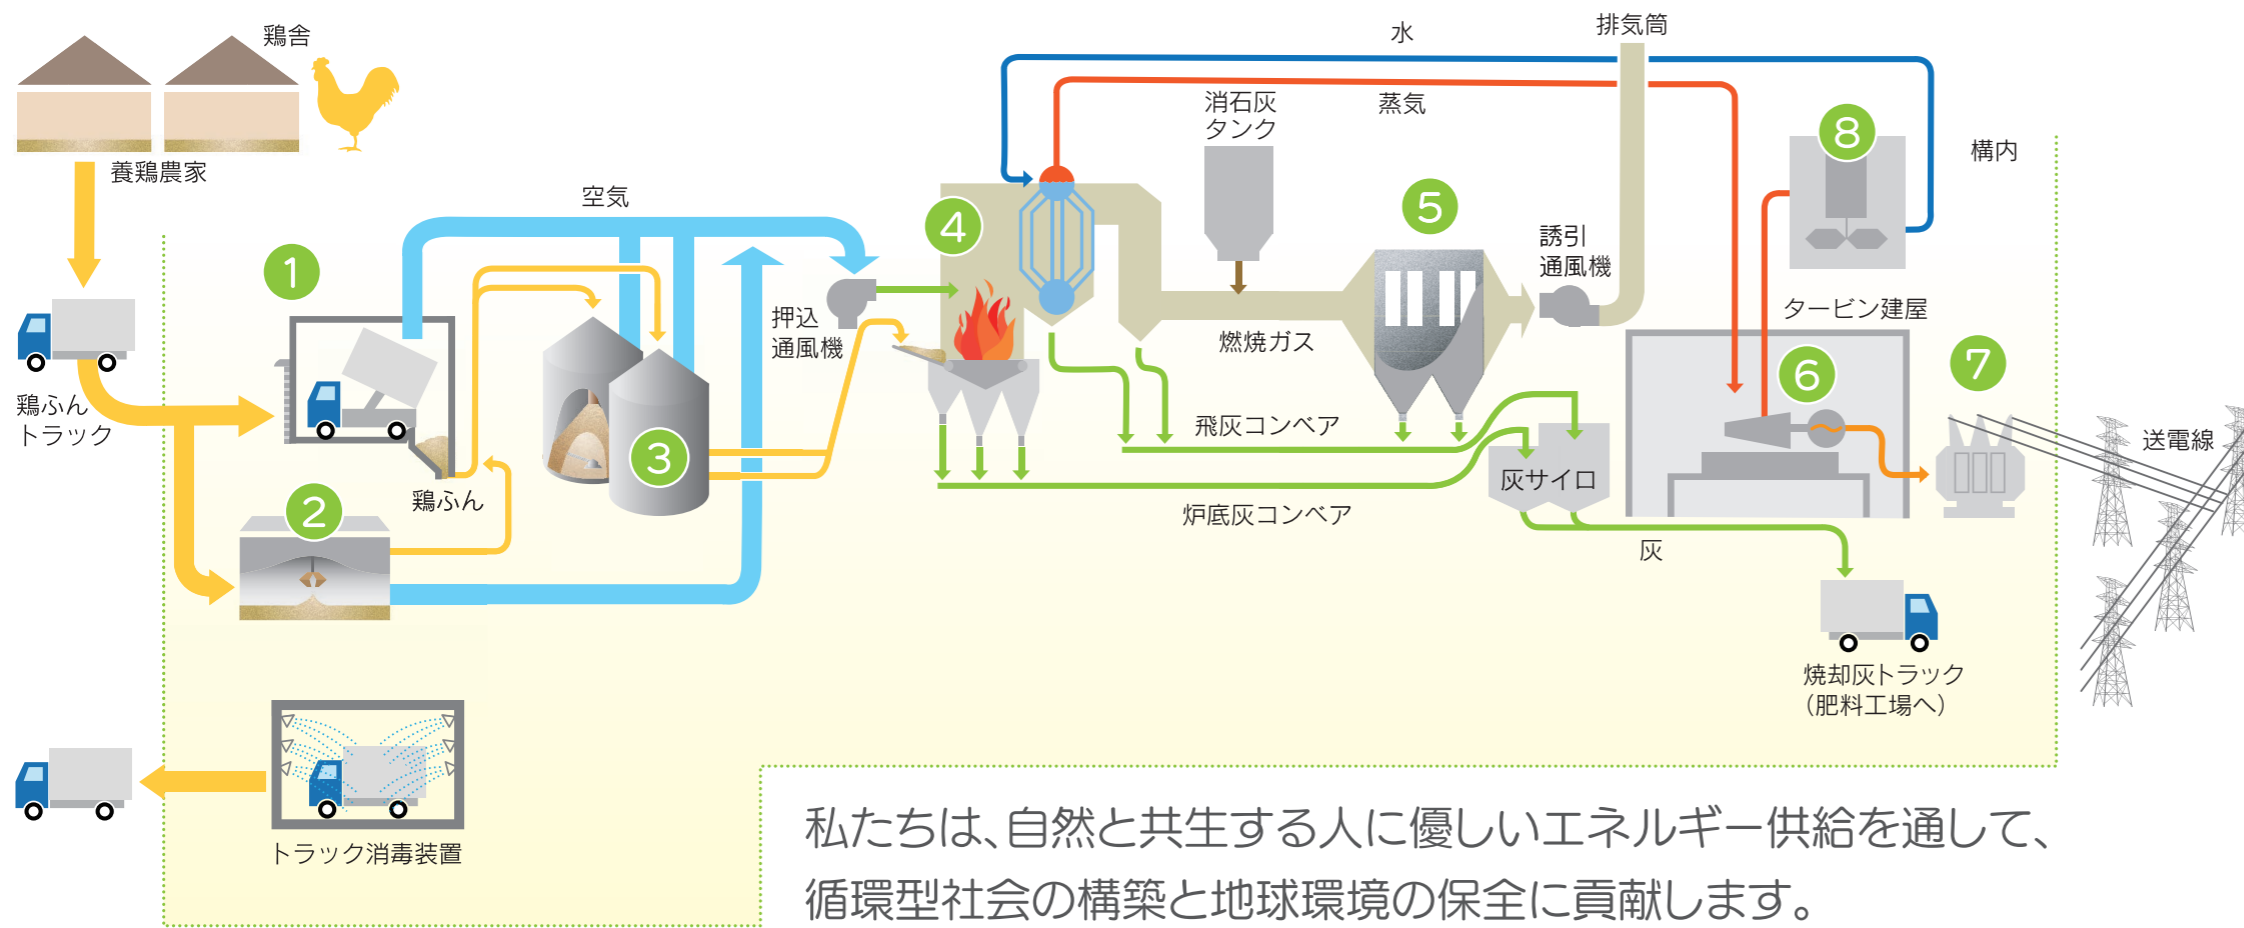 鶏舎
養鶏農家
鶏ふん
トラック
1
2
鶏ふん
空気
3
押込
通風機
4
水
蒸気
消石灰
タンク
燃焼ガス
5
誘引
通風機
排気筒
飛灰コンベア
炉底灰コンベア
灰サイロ
灰
8
構内
タービン建屋
6
7
送電線
焼却灰トラック
（肥料工場へ）
トラック消毒装置
私たちは、自然と共生する人に優しいエネルギー供給を通して、
循環型社会の構築と地球環境の保全に貢献します。